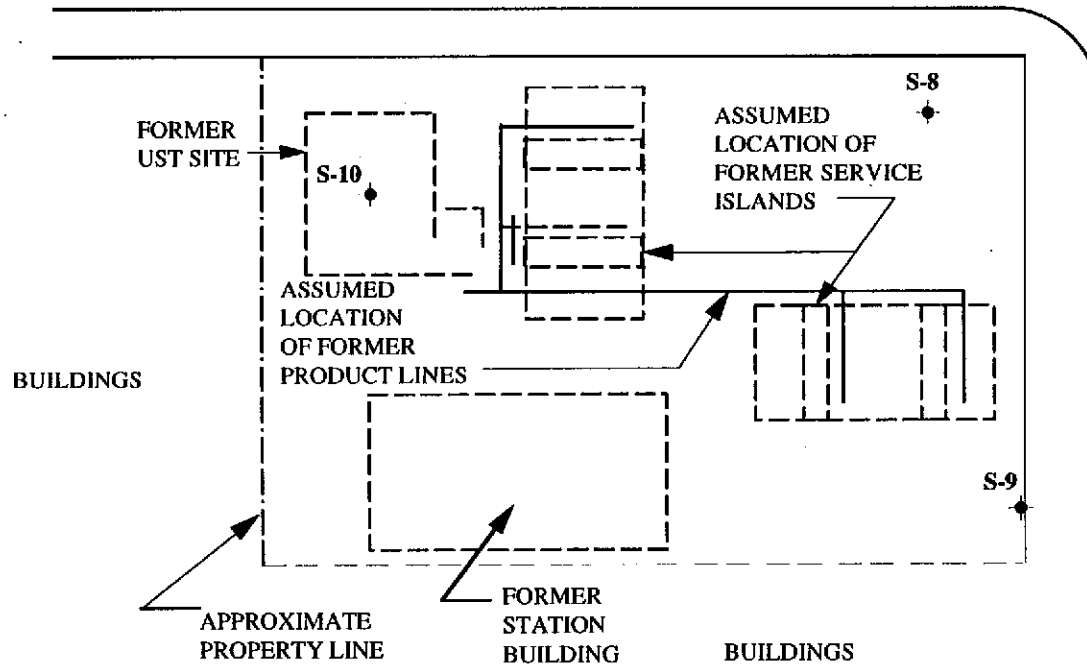 S-8
ASSUMED
LOCATION OF
FORMER SERVICE
ISLANDS
FORMER
UST SITE
S-10
ASSUMED
LOCATION
OF FORMER
PRODUCT LINES
BUILDINGS
S-9
APPROXIMATE
PROPERTY LINE
FORMER
STATION
BUILDING
BUILDINGS